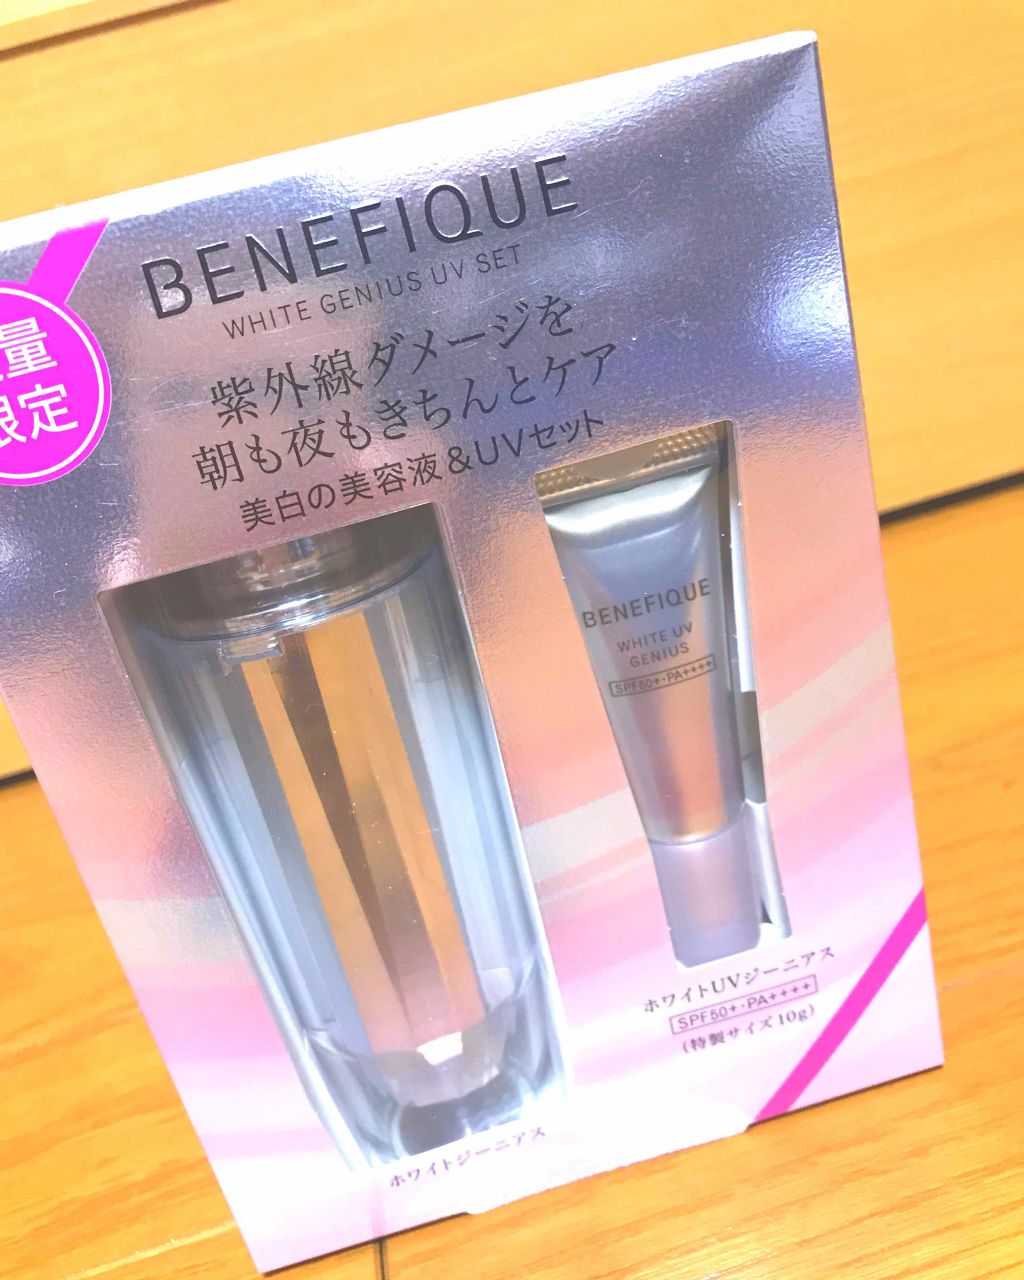 BENEFIQUE
WHITE GENIUS UV SET
量
限定
紫外線ダメージを
朝も夜もきちんとケア
美白の美容液&UVセット
BENEFIQUE
WHITE UV
GENIUS
SPF50+・PA++++
ホワイトUVジーニアス
SPF50+・PA++++
(特製サイズ10g)
ホワイトジーニアス